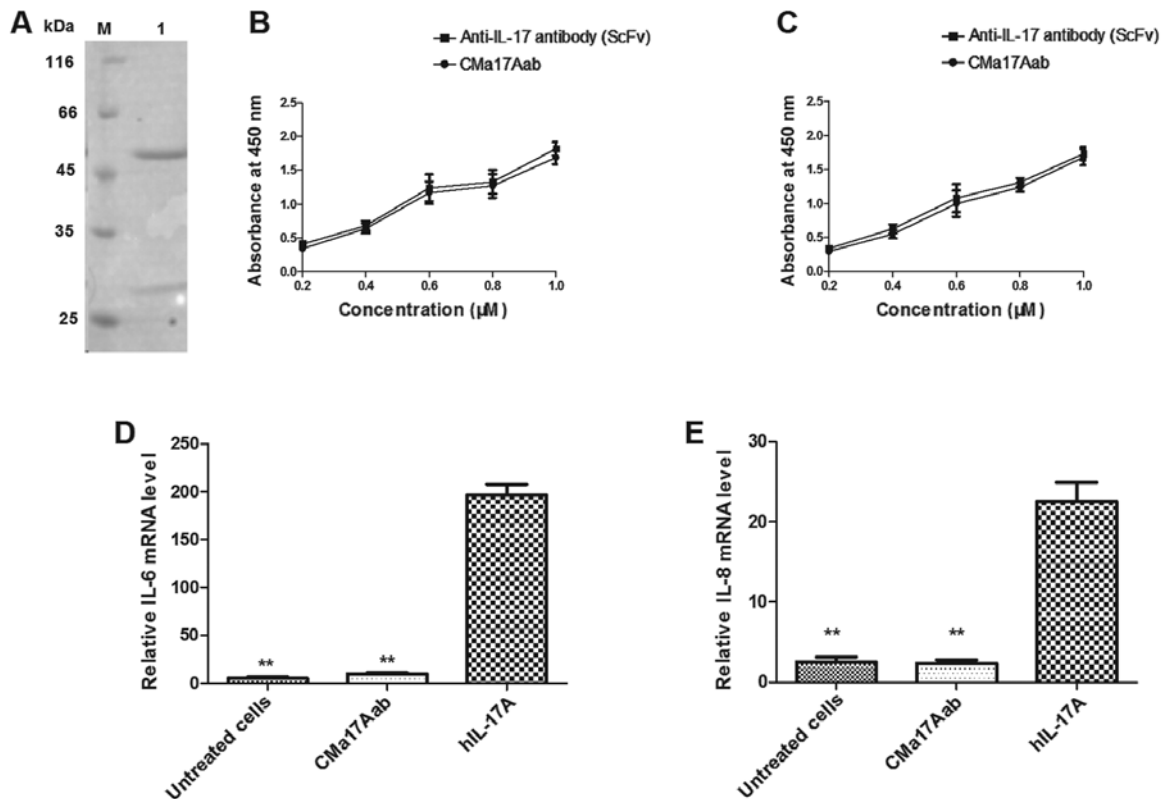 A
kDa M 1
116
66
45
35
25
B
Anti-IL-17 antibody (ScFv)
CMa17Aab
Absorbance at 450 nm
2.5
2.0
1.5
1.0
0.5
0.0
0.2 0.4 0.6 0.8 1.0
Concentration (µM)
C
Anti-IL-17 antibody (ScFv)
CMa17Aab
Absorbance at 450 nm
2.5
2.0
1.5
1.0
0.5
0.0
0.2 0.4 0.6 0.8 1.0
Concentration (µM)
D
Relative IL-6 mRNA level
250
200
150
100
50
0
** **
Untreated cells
CMa17Aab
hIL-17A
E
Relative IL-8 mRNA level
30
20
10
0
** **
Untreated cells
CMa17Aab
hIL-17A